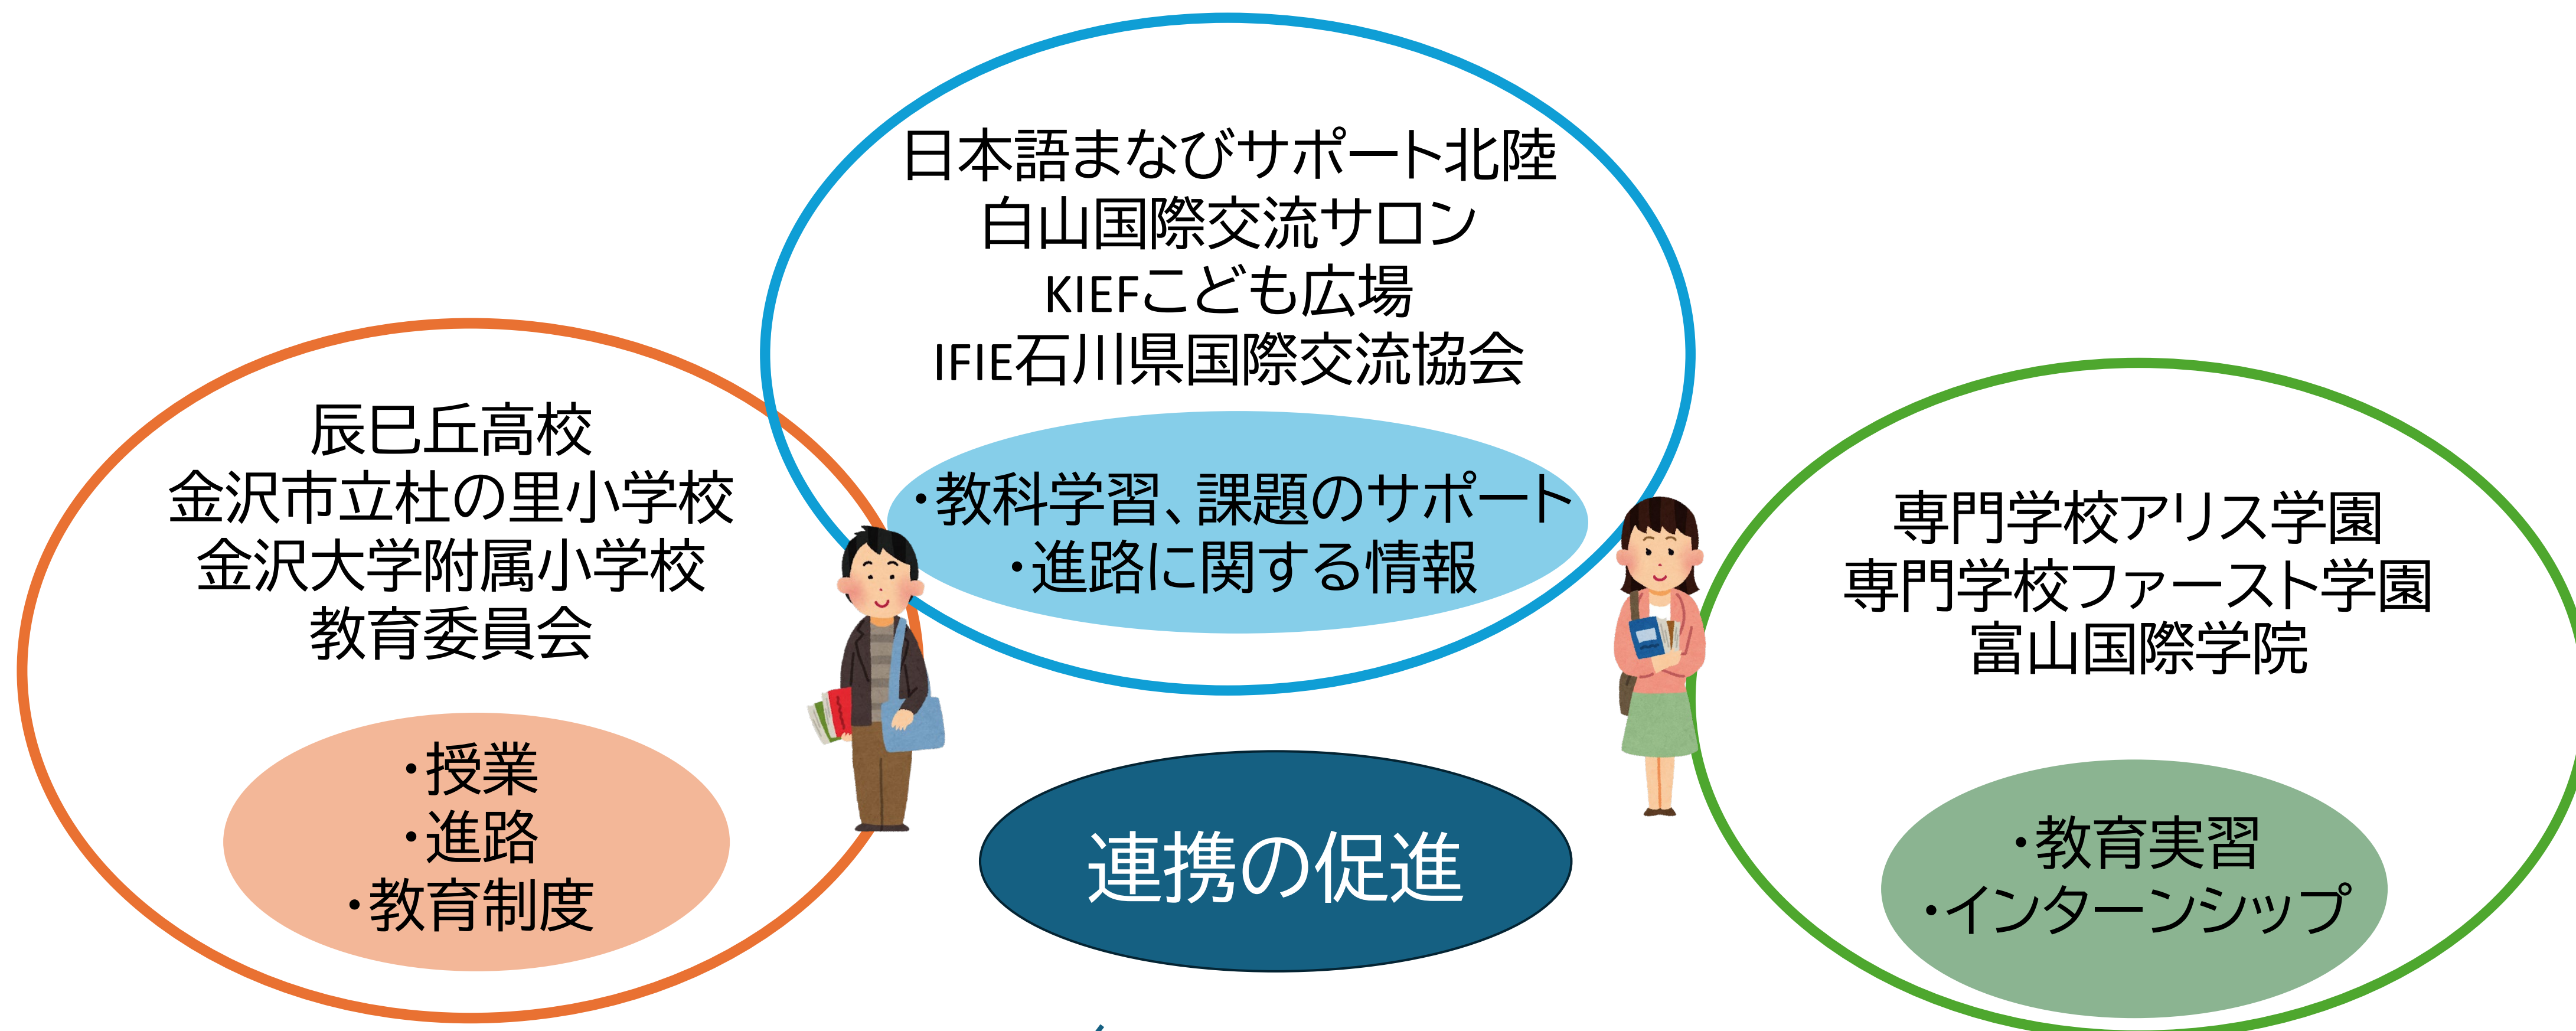 日本語まなびサポート北陸
白山国際交流サロン
KIEFこども広場
IFIE石川県国際交流協会
・教科学習、課題のサポート
・進路に関する情報
辰巳丘高校
金沢市立杜の里小学校
金沢大学附属小学校
教育委員会
・授業
・進路
・教育制度
専門学校アリス学園
専門学校ファースト学園
富山国際学院
・教育実習
・インターンシップ
連携の促進